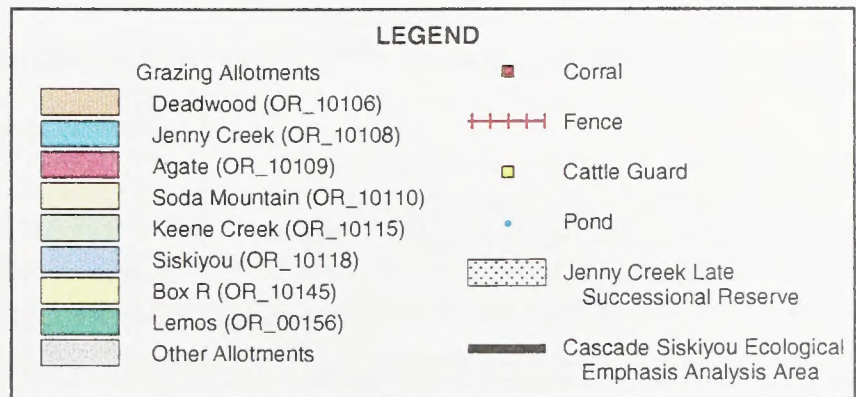 LEGEND
Grazing Allotments
Deadwood (OR_10106)
Jenny Creek (OR_10108)
Agate (OR_10109)
Soda Mountain (OR_10110)
Keene Creek (OR_10115)
Siskiyou (OR_10118)
Box R (OR_10145)
Lemos (OR_00156)
Other Allotments
Corral
Fence
Cattle Guard
Pond
Jenny Creek Late
Successional Reserve
Cascade Siskiyou Ecological
Emphasis Analysis Area